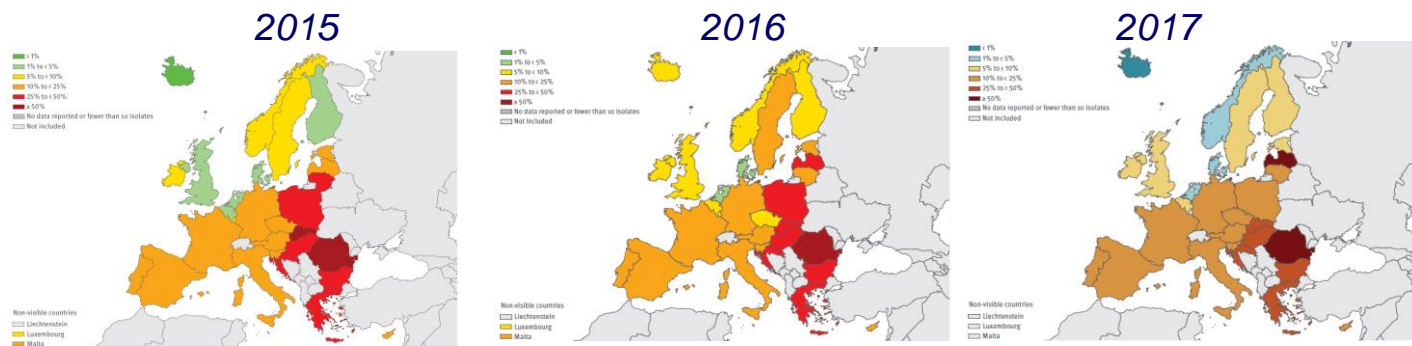 2015
< 1%
1% to < 5%
5% to < 10%
10% to < 25%
25% to < 50%
≥ 50%
No data reported or fewer than 10 isolates
Not included
Non-visible countries
Liechtenstein
Luxembourg
Malta
2016
< 1%
1% to < 5%
5% to < 10%
10% to < 25%
25% to < 50%
≥ 50%
No data reported or fewer than 10 isolates
Not included
Non-visible countries
Liechtenstein
Luxembourg
Malta
2017
< 1%
1% to < 5%
5% to < 10%
10% to < 25%
25% to < 50%
≥ 50%
No data reported or fewer than 10 isolates
Not included
Non-visible countries
Liechtenstein
Luxembourg
Malta